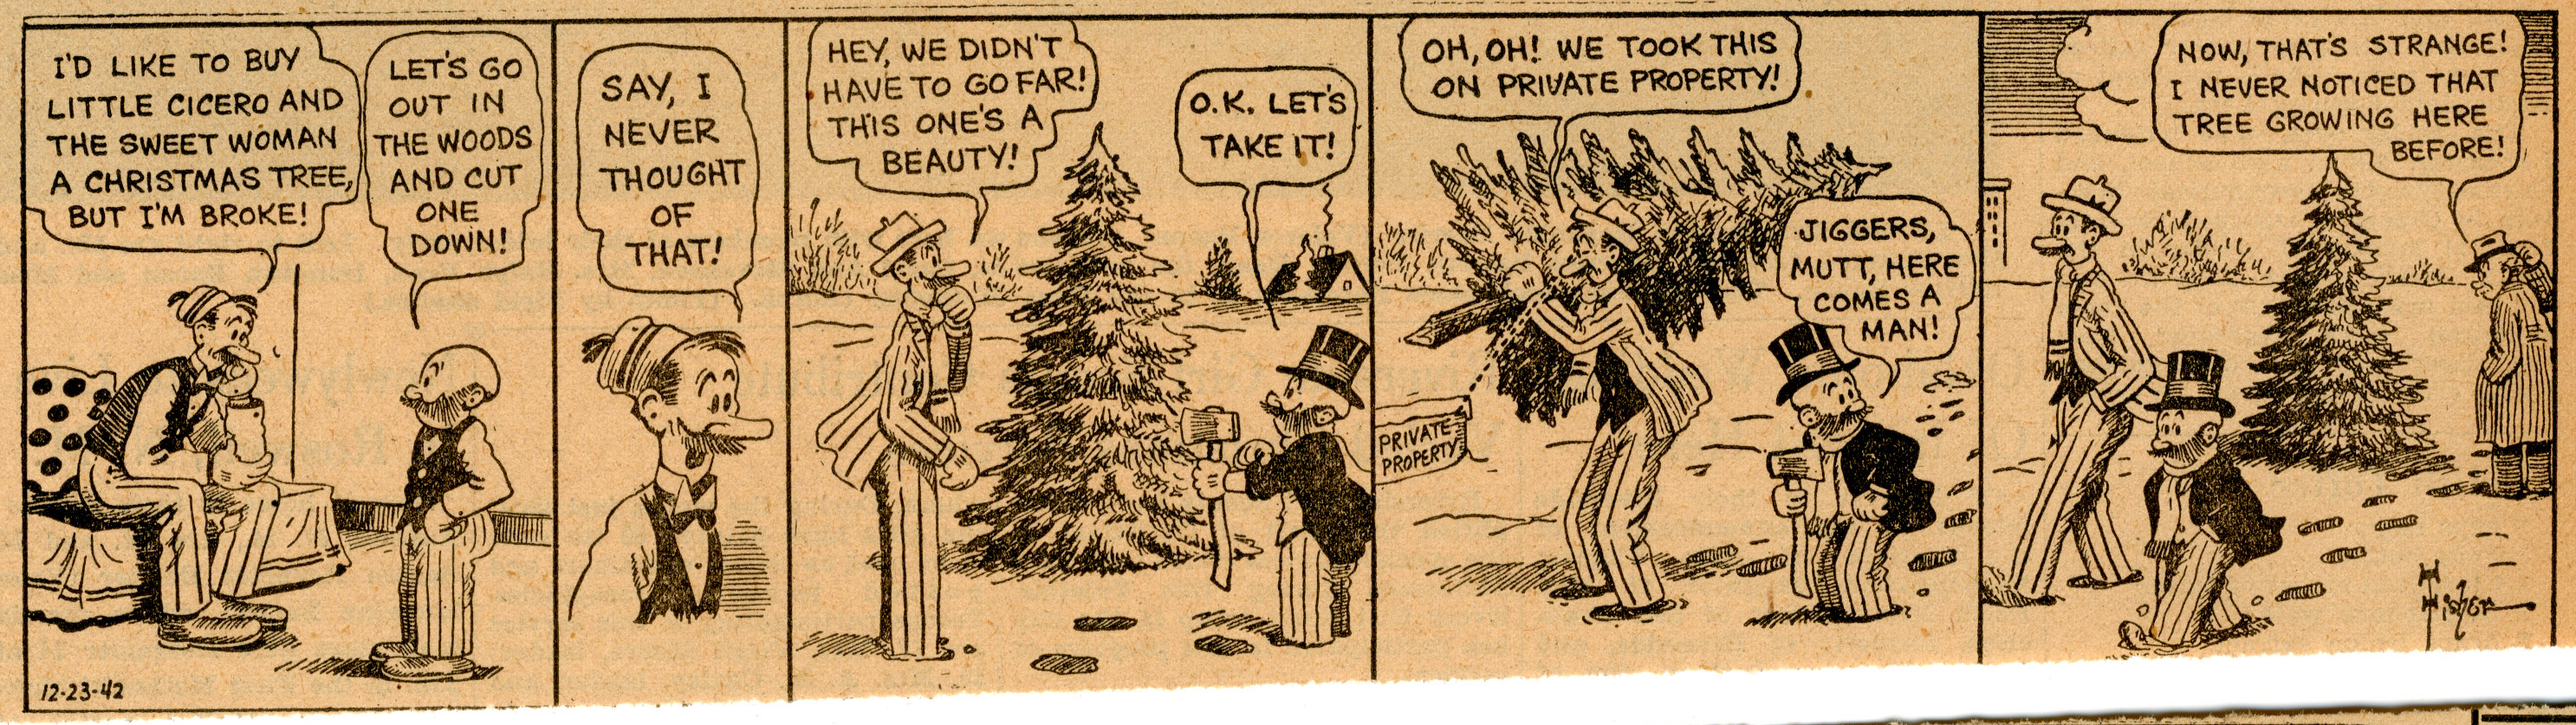 I'D LIKE TO BUY
LITTLE CICERO AND
THE SWEET WOMAN
A CHRISTMAS TREE,
BUT I'M BROKE!
LET'S GO
OUT IN
THE WOODS
AND CUT
ONE
DOWN!
12-23-42
SAY, I
NEVER
THOUGHT
OF
THAT!
HEY, WE DIDN'T
HAVE TO GO FAR!
THIS ONE'S A
BEAUTY!
O.K. LET'S
TAKE IT!
OH, OH! WE TOOK THIS
ON PRIVATE PROPERTY!
JIGGERS,
MUTT, HERE
COMES A
MAN!
PRIVATE
PROPERTY
NOW, THAT'S STRANGE!
I NEVER NOTICED THAT
TREE GROWING HERE
BEFORE!
Fisher